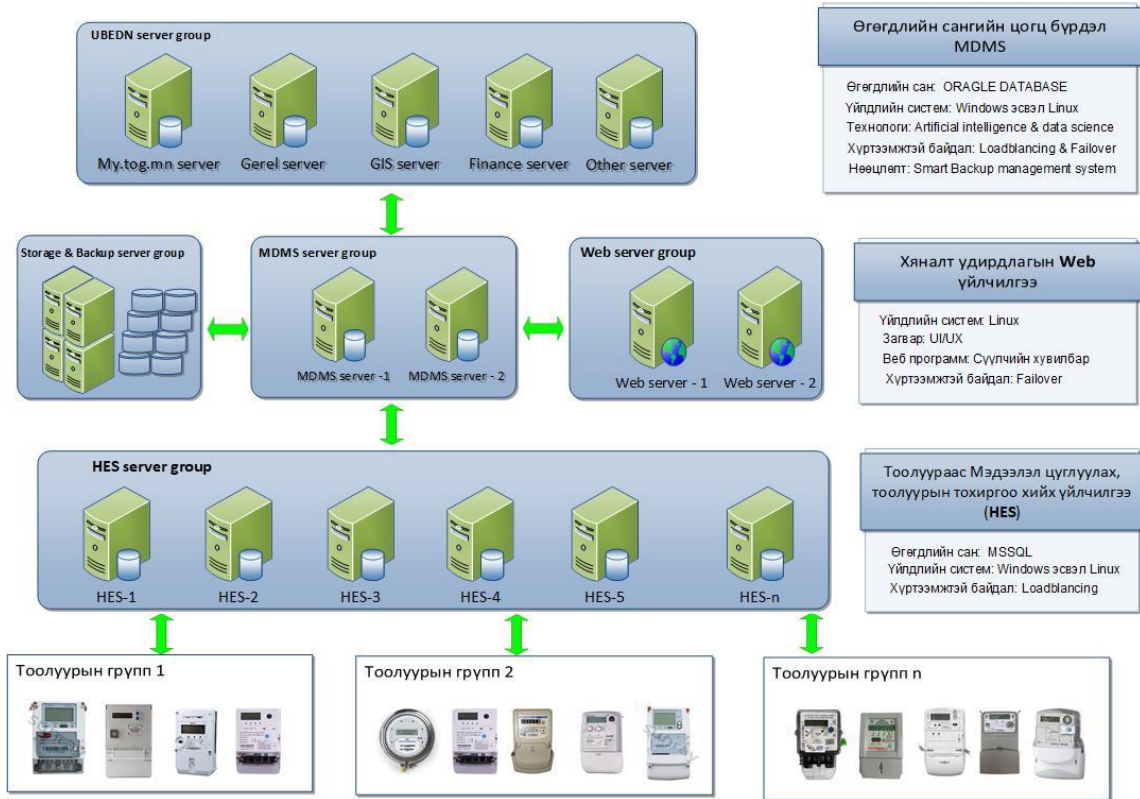 UBEDN server group
My.tog.mn server
Gerel server
GIS server
Finance server
Other server
Өгөгдлийн сангийн цогц бүрдэл
MDMS
Өгөгдлийн сан: ORAGLE DATABASE
Үйлдлийн систем: Windows эсвэл Linux
Технологи: Artificial intelligence & data science
Хүртээмжтэй байдал: Loadblancing & Failover
Нөөцлөлт: Smart Backup management system
Storage & Backup server group
MDMS server group
MDMS server -1
MDMS server - 2
Web server group
Web server - 1
Web server - 2
Хяналт удирдлагын Web
үйлчилгээ
Үйлдлийн систем: Linux
Загвар: UI/UX
Веб программ: Сүүлчийн хувилбар
Хүртээмжтэй байдал: Failover
HES server group
HES-1
HES-2
HES-3
HES-4
HES-5
HES-n
Тоолуураас Мэдээлэл цуглуулах,
тоолуурын тохиргоо хийх үйлчилгээ
(HES)
Өгөгдлийн сан: MSSQL
Үйлдлийн систем: Windows эсвэл Linux
Хүртээмжтэй байдал: Loadblancing
Тоолуурын групп 1
Тоолуурын групп 2
Тоолуурын групп n